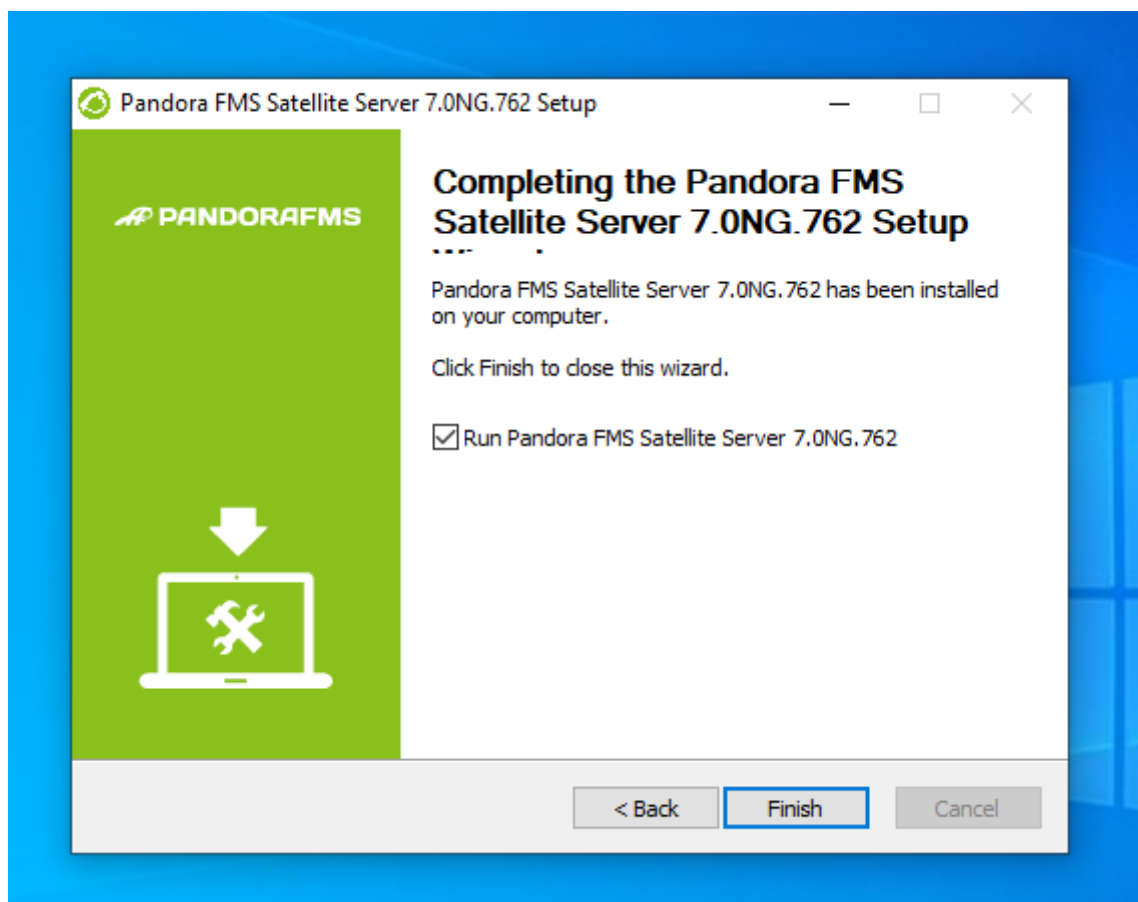 Pandora FMS Satellite Server 7.0NG.762 Setup
PANDORAFMS
Completing the Pandora FMS
Satellite Server 7.0NG.762 Setup
Pandora FMS Satellite Server 7.0NG.762 has been installed
on your computer.
Click Finish to close this wizard.
Run Pandora FMS Satellite Server 7.0NG.762
< Back
Finish
Cancel